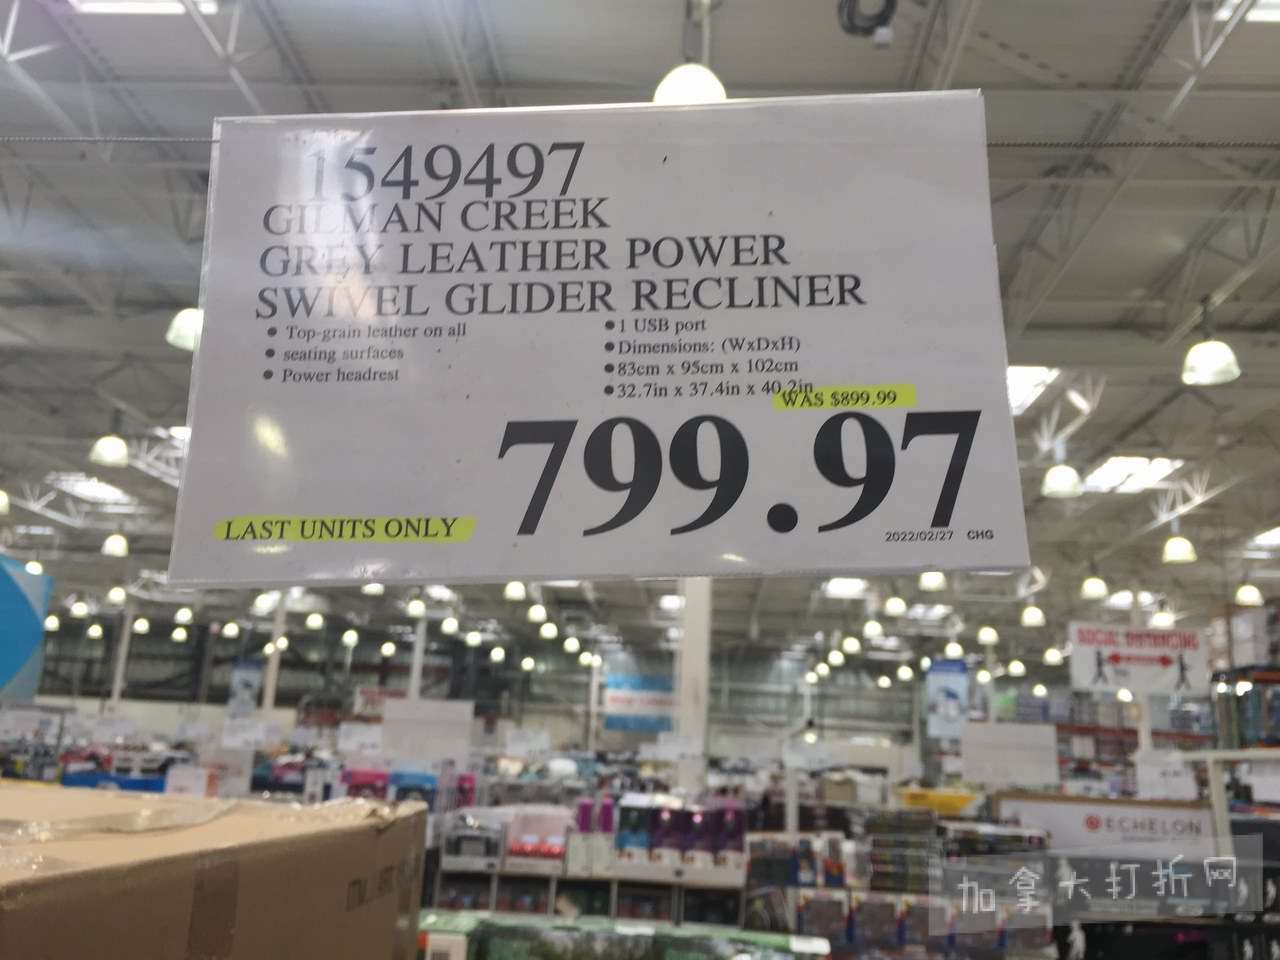 1549497
GILMAN CREEK
GREY LEATHER POWER
SWIVEL GLIDER RECLINER
• Top-grain leather on all
• seating surfaces
• Power headrest
• 1 USB port
• Dimensions: (WxDxH)
• 83cm x 95cm x 102cm
• 32.7in x 37.4in x 40.2in
WAS $899.99
799.97
LAST UNITS ONLY
2022/02/27 CHG
SOCIAL DISTANCING
ECHELON
加拿大打折网